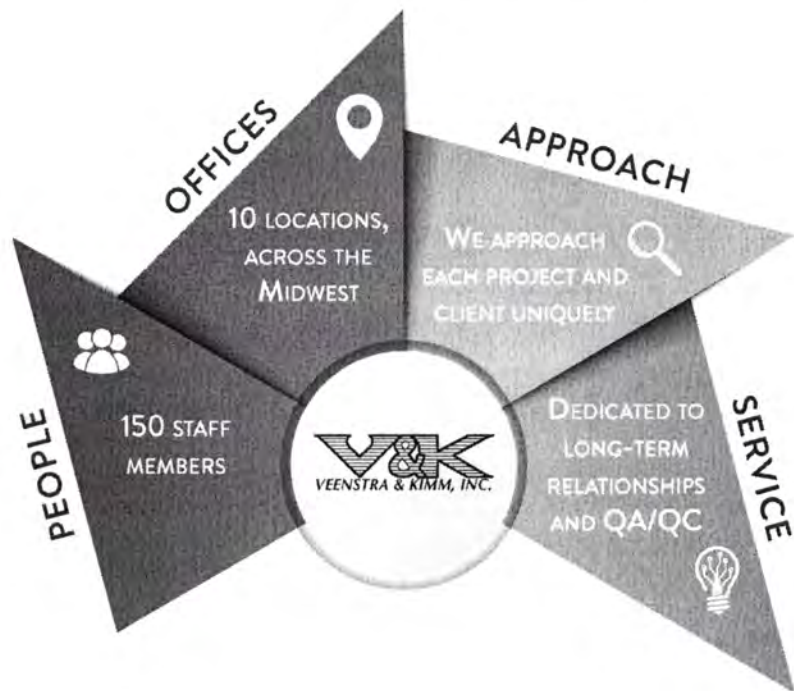 PEOPLE
150 STAFF
MEMBERS
OFFICES
10 LOCATIONS,
ACROSS THE
MIDWEST
APPROACH
WE APPROACH
EACH PROJECT AND
CLIENT UNIQUELY
SERVICE
DEDICATED TO
LONG-TERM
RELATIONSHIPS
AND QA/QC
V&K
VEENSTRA & KIMM, INC.